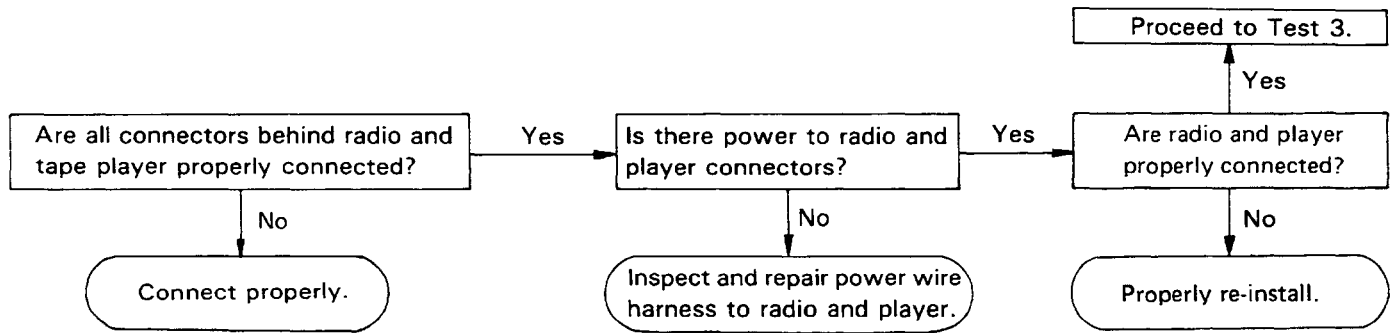 Proceed to Test 3.
Yes
Are all connectors behind radio and
tape player properly connected?
Yes
Is there power to radio and
player connectors?
Yes
Are radio and player
properly connected?
No
No
No
Connect properly.
Inspect and repair power wire
harness to radio and player.
Properly re-install.